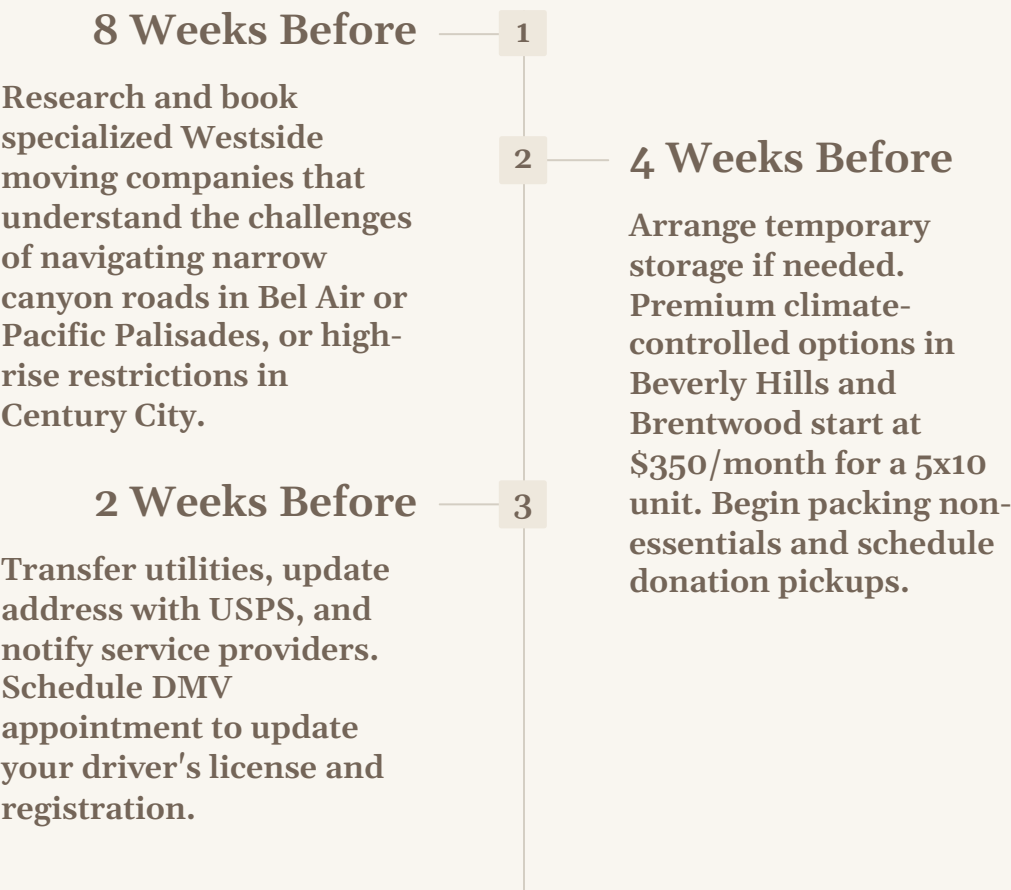 8 Weeks Before
1
Research and book
specialized Westside
moving companies that
understand the challenges
of navigating narrow
canyon roads in Bel Air or
Pacific Palisades, or high-
rise restrictions in
Century City.
2
4 Weeks Before
Arrange temporary
storage if needed.
Premium climate-
controlled options in
Beverly Hills and
Brentwood start at
$350/month for a 5x10
unit. Begin packing non-
essentials and schedule
donation pickups.
2 Weeks Before
3
Transfer utilities, update
address with USPS, and
notify service providers.
Schedule DMV
appointment to update
your driver's license and
registration.